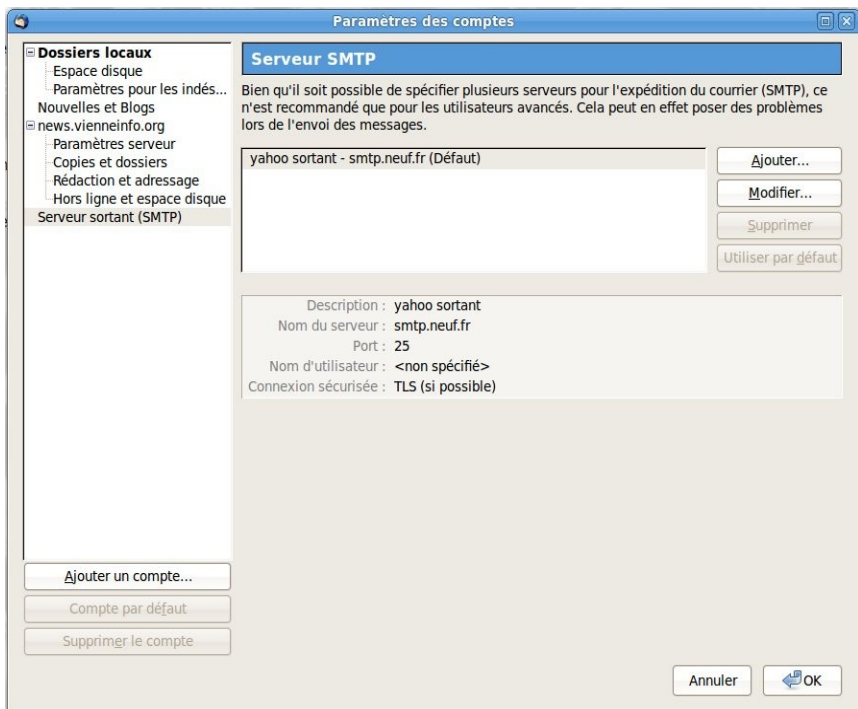 Paramètres des comptes
Dossiers locaux
Espace disque
Paramètres pour les indés...
Nouvelles et Blogs
news.vienneinfo.org
Paramètres serveur
Copies et dossiers
Rédaction et adressage
Hors ligne et espace disque
Serveur sortant (SMTP)
Ajouter un compte...
Compte par défaut
Supprimer le compte
Serveur SMTP
Bien qu'il soit possible de spécifier plusieurs serveurs pour l'expédition du courrier (SMTP), ce
n'est recommandé que pour les utilisateurs avancés. Cela peut en effet poser des problèmes
lors de l'envoi des messages.
yahoo sortant - smtp.neuf.fr (Défaut)
Ajouter...
Modifier...
Supprimer
Utiliser par défaut
Description : yahoo sortant
Nom du serveur : smtp.neuf.fr
Port : 25
Nom d'utilisateur : <non spécifié>
Connexion sécurisée : TLS (si possible)
Annuler
OK